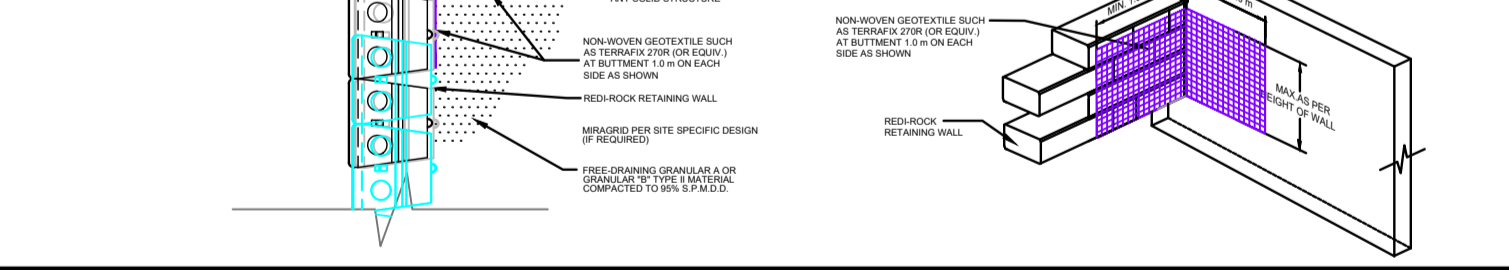 NON-WOVEN GEOTEXTILE SUCH
AS TERRAFIX 270R (OR EQUIV.)
AT BUTTMENT 1.0 m ON EACH
SIDE AS SHOWN
REDI-ROCK RETAINING WALL
MIRAGRID PER SITE SPECIFIC DESIGN
(IF REQUIRED)
FREE-DRAINING GRANULAR A OR
GRANULAR "B" TYPE II MATERIAL
COMPACTED TO 95% S.P.M.D.D.
NON-WOVEN GEOTEXTILE SUCH
AS TERRAFIX 270R (OR EQUIV.)
AT BUTTMENT 1.0 m ON EACH
SIDE AS SHOWN
REDI-ROCK
RETAINING WALL
MIN.
m
MAX.AS PER
EIGHT OF WALL